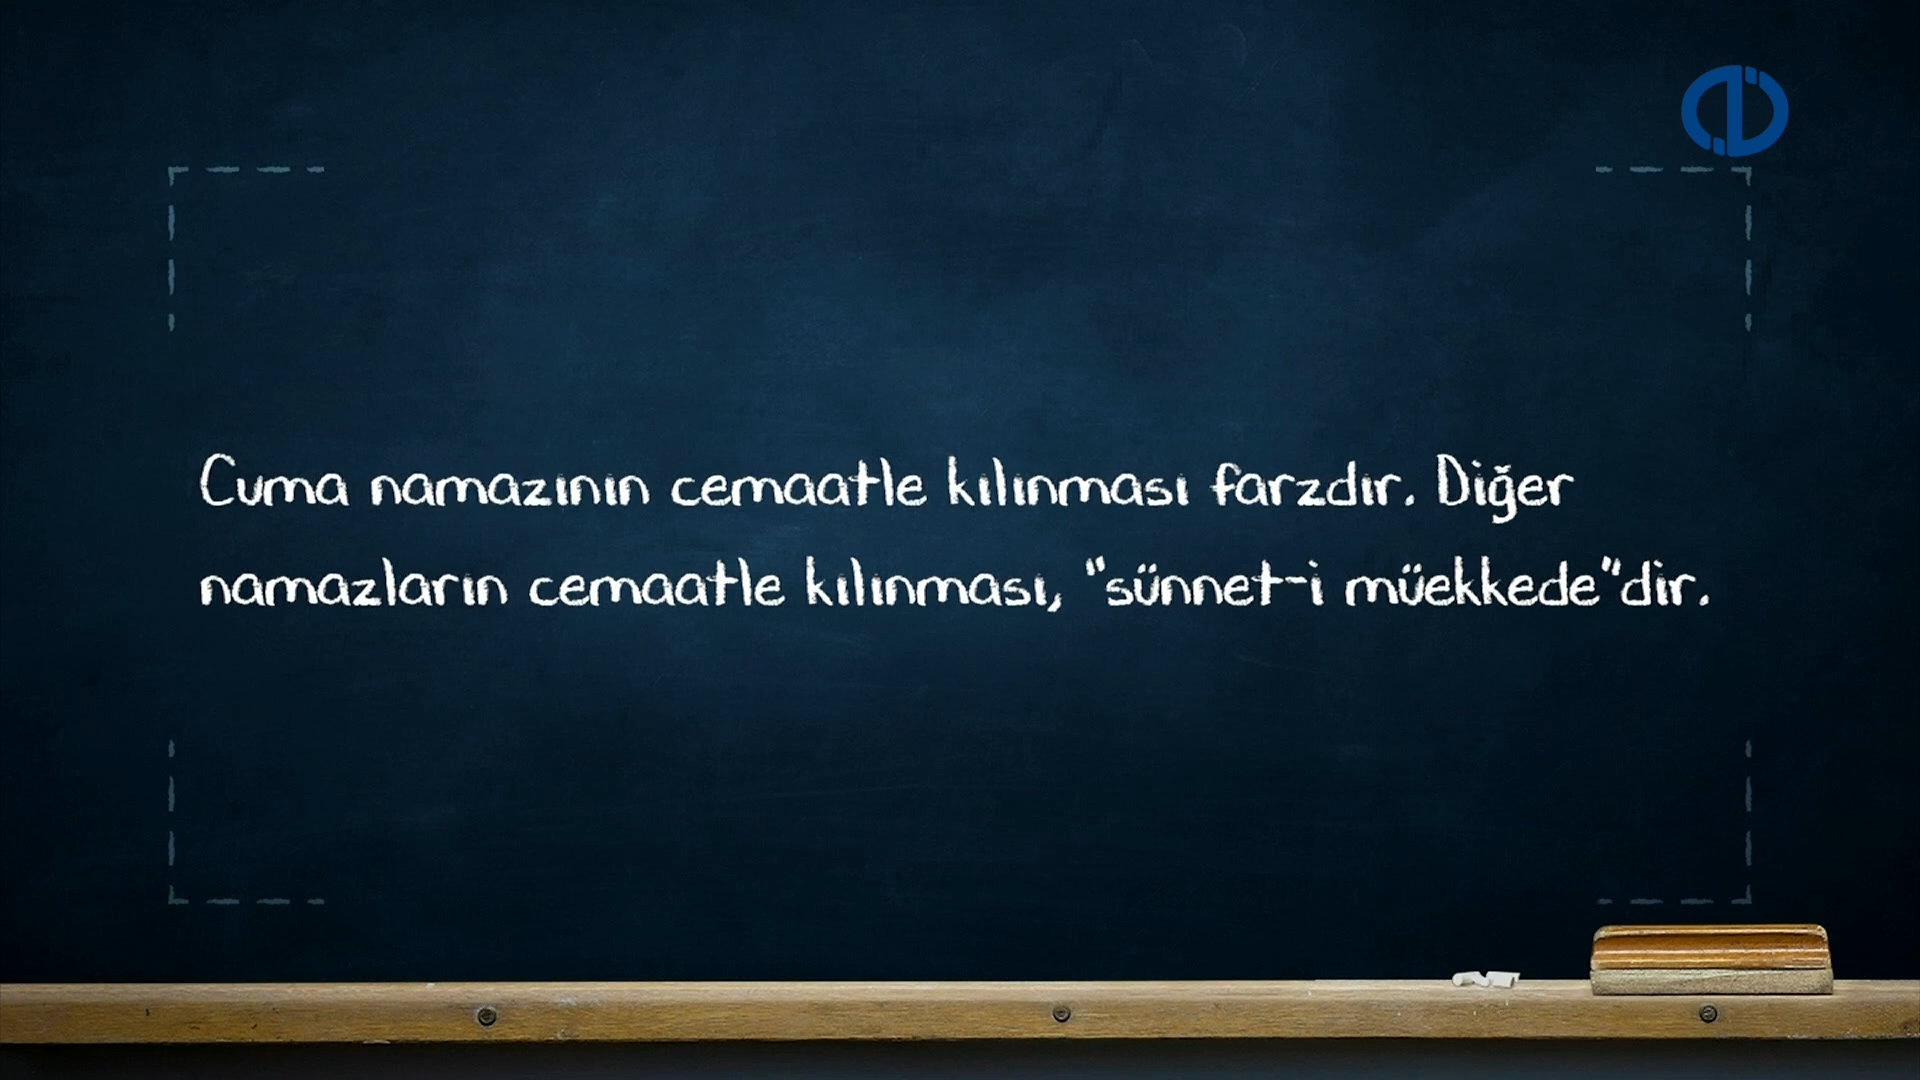 Cuma namazının cemaatle kılınması farzdır. Diğer
namazların cemaatle kılınması, "sünnet-i müekkede"dir.